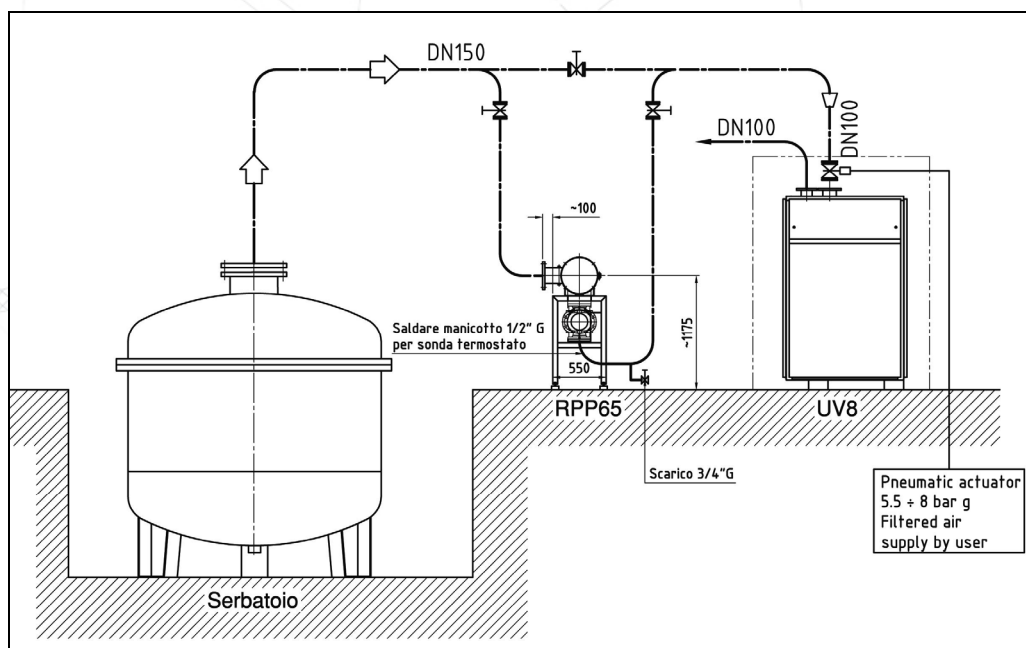 DN150
DN100
DN100
~100
Saldare manicotto 1/2" G
per sonda termostato
550
~1175
RPP65
UV8
Scarico 3/4"G
Pneumatic actuator
5.5 ÷ 8 bar g
Filtered air
supply by user
Serbatoio